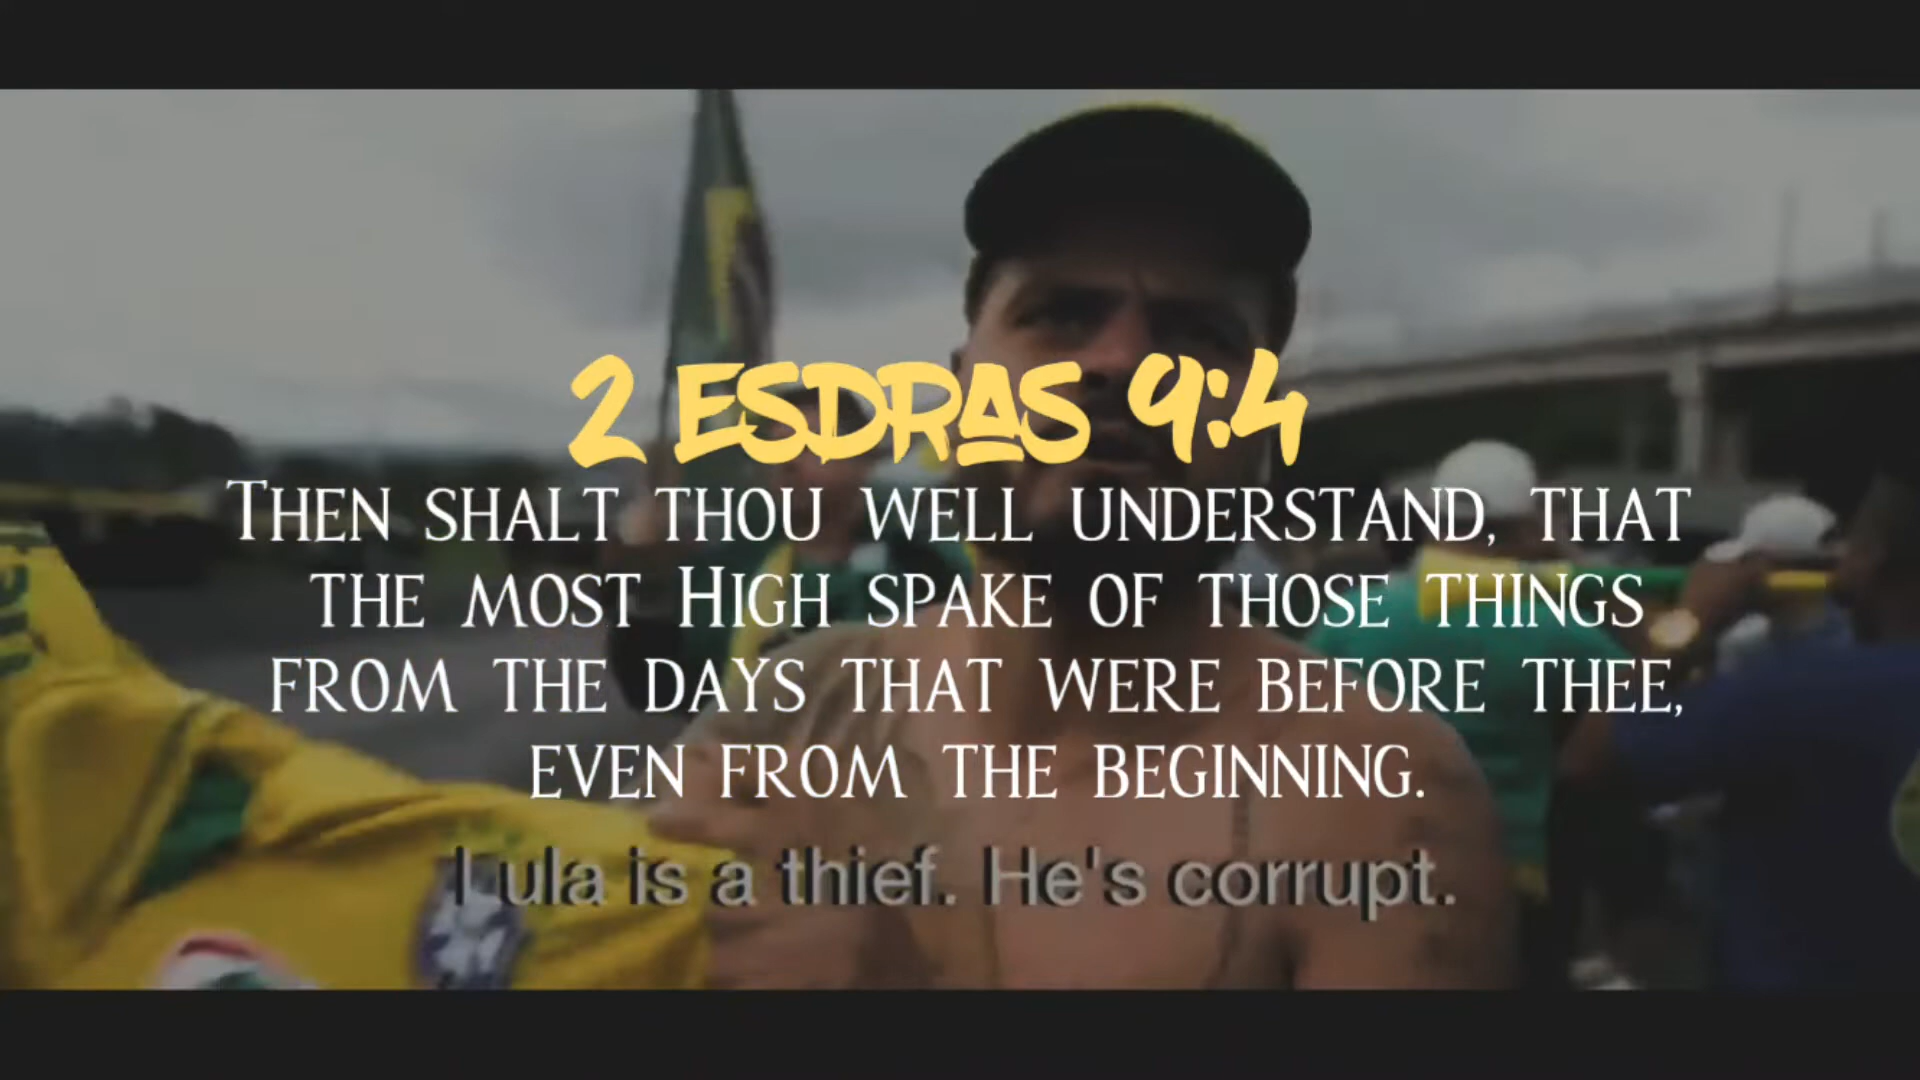 2 ESDRAS 9:4
THEN SHALT THOU WELL UNDERSTAND, THAT
THE MOST HIGH SPAKE OF THOSE THINGS
FROM THE DAYS THAT WERE BEFORE THEE,
EVEN FROM THE BEGINNING.
Lula is a thief. He's corrupt.